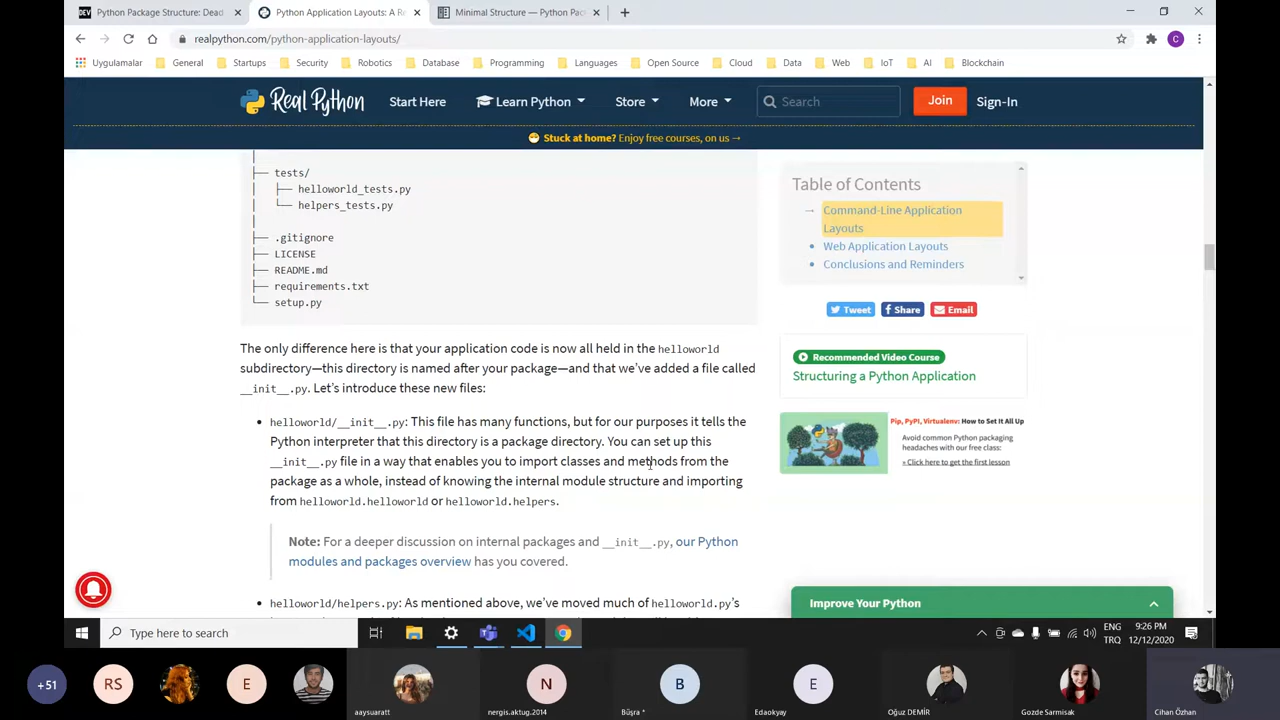 Python Package Structure: Dead
Python Application Layouts: A Re
Minimal Structure — Python Pac
realpython.com/python-application-layouts/
Uygulamalar
General
Startups
Security
Robotics
Database
Programming
Languages
Open Source
Cloud
Data
Web
IoT
AI
Blockchain
Real Python
Start Here
Learn Python
Store
More
Search
Join
Sign-In
Stuck at home? Enjoy free courses, on us →
tests/
helloworld_tests.py
helpers_tests.py
.gitignore
LICENSE
README.md
requirements.txt
setup.py
The only difference here is that your application code is now all held in the helloworld
subdirectory—this directory is named after your package—and that we've added a file called
__init__.py. Let's introduce these new files:
helloworld/__init__.py: This file has many functions, but for our purposes it tells the
Python interpreter that this directory is a package directory. You can set up this
__init__.py file in a way that enables you to import classes and methods from the
package as a whole, instead of knowing the internal module structure and importing
from helloworld.helloworld or helloworld.helpers.
Note: For a deeper discussion on internal packages and __init__.py, our Python
modules and packages overview has you covered.
helloworld/helpers.py: As mentioned above, we've moved much of helloworld.py's
Table of Contents
→ Command-Line Application
Layouts
Web Application Layouts
Conclusions and Reminders
Tweet
Share
Email
Recommended Video Course
Structuring a Python Application
Pip, PyPI, Virtualenv: How to Set It All Up
Avoid common Python packaging
headaches with our free class
» Click here to get the first lesson
Improve Your Python
Type here to search
ENG
TRQ
9:26 PM
12/12/2020
+51
RS
E
aaysuaratt
N
nergis.aktug.2014
B
Büşra *
E
Edaokyay
Oğuz DEMİR
Gozde Sarmisak
Cihan Özhan
DEV
C